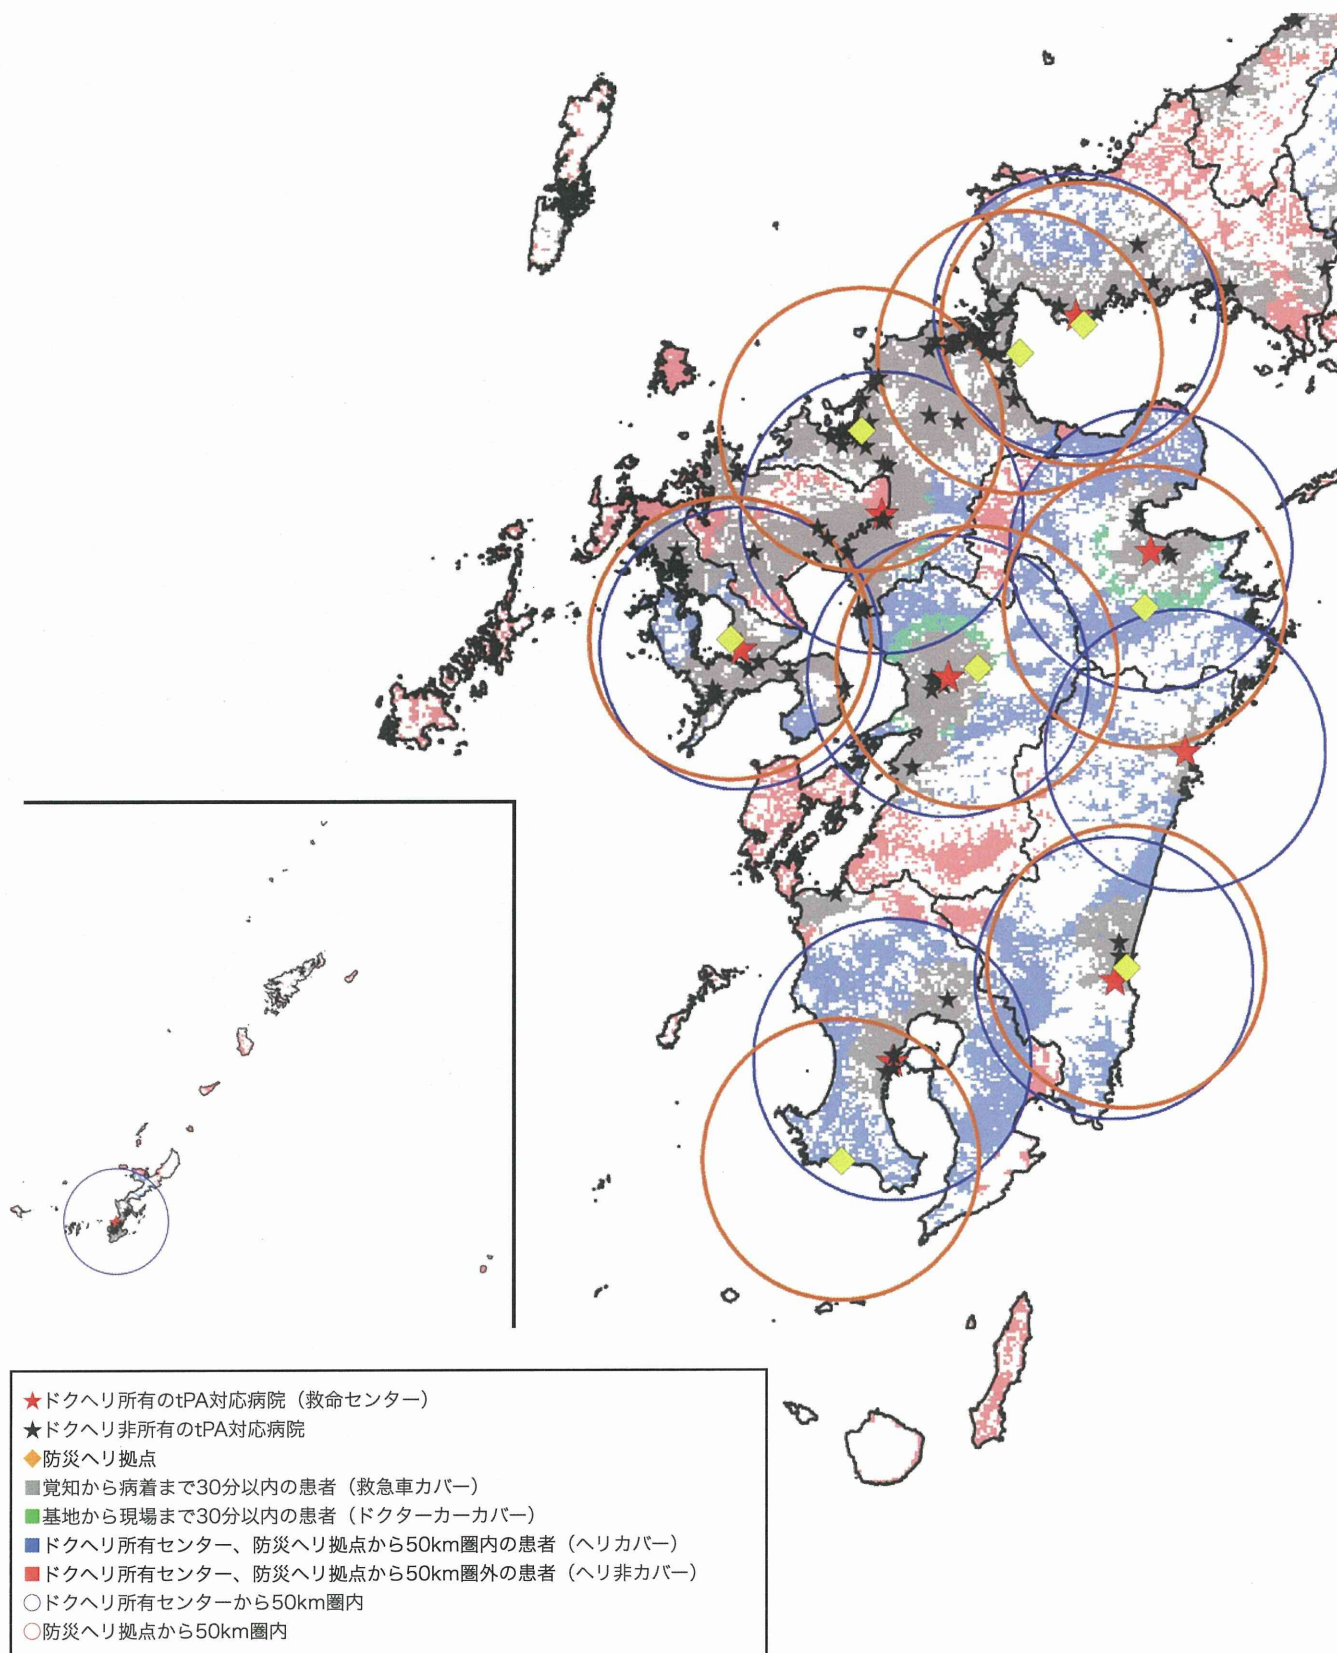 ★ドクヘリ所有のtPA対応病院（救命センター）
★ドクヘリ非所有のtPA対応病院
◆防災ヘリ拠点
■覚知から病着まで30分以内の患者（救急車カバー）
■基地から現場まで30分以内の患者（ドクターカーカバー）
■ドクヘリ所有センター、防災ヘリ拠点から50km圏内の患者（ヘリカバー）
■ドクヘリ所有センター、防災ヘリ拠点から50km圏外の患者（ヘリ非カバー）
○ドクヘリ所有センターから50km圏内
○防災ヘリ拠点から50km圏内